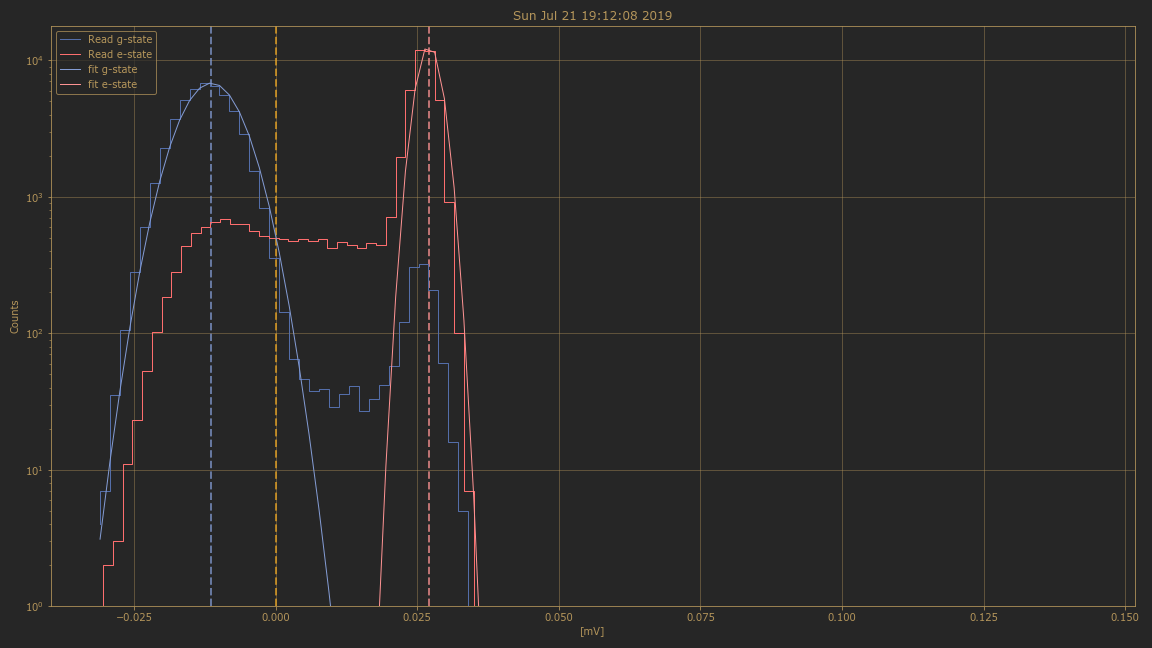 Sun Jul 21 19:12:08 2019
Read g-state
Read e-state
fit g-state
fit e-state
10⁴
10³
10²
10¹
10⁰
Counts
−0.025 0.000 0.025 0.050 0.075 0.100 0.125 0.150
[mV]